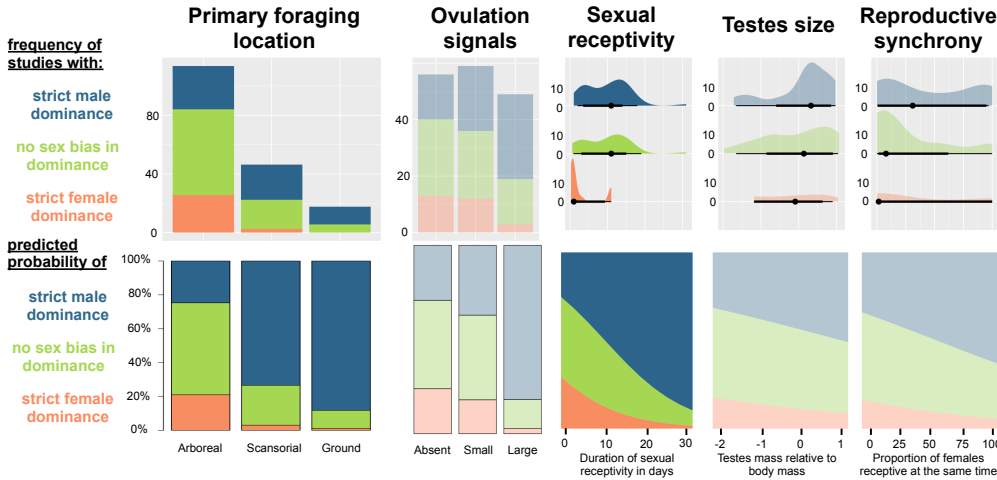 Primary foraging
location
Ovulation
signals
Sexual
receptivity
Testes size
Reproductive
synchrony
frequency of
studies with:
strict male
dominance
no sex bias in
dominance
strict female
dominance
80
40
0
40
20
0
10
0
10
0
10
0
10
0
10
0
10
0
10
0
10
0
10
0
predicted
probability of
strict male
dominance
no sex bias in
dominance
strict female
dominance
100%
80%
60%
40%
20%
0%
Arboreal
Scansorial
Ground
Absent
Small
Large
0
10
20
30
Duration of sexual
receptivity in days
-2
-1
0
1
Testes mass relative to
body mass
0
25
50
75
100
Proportion of females
receptive at the same time